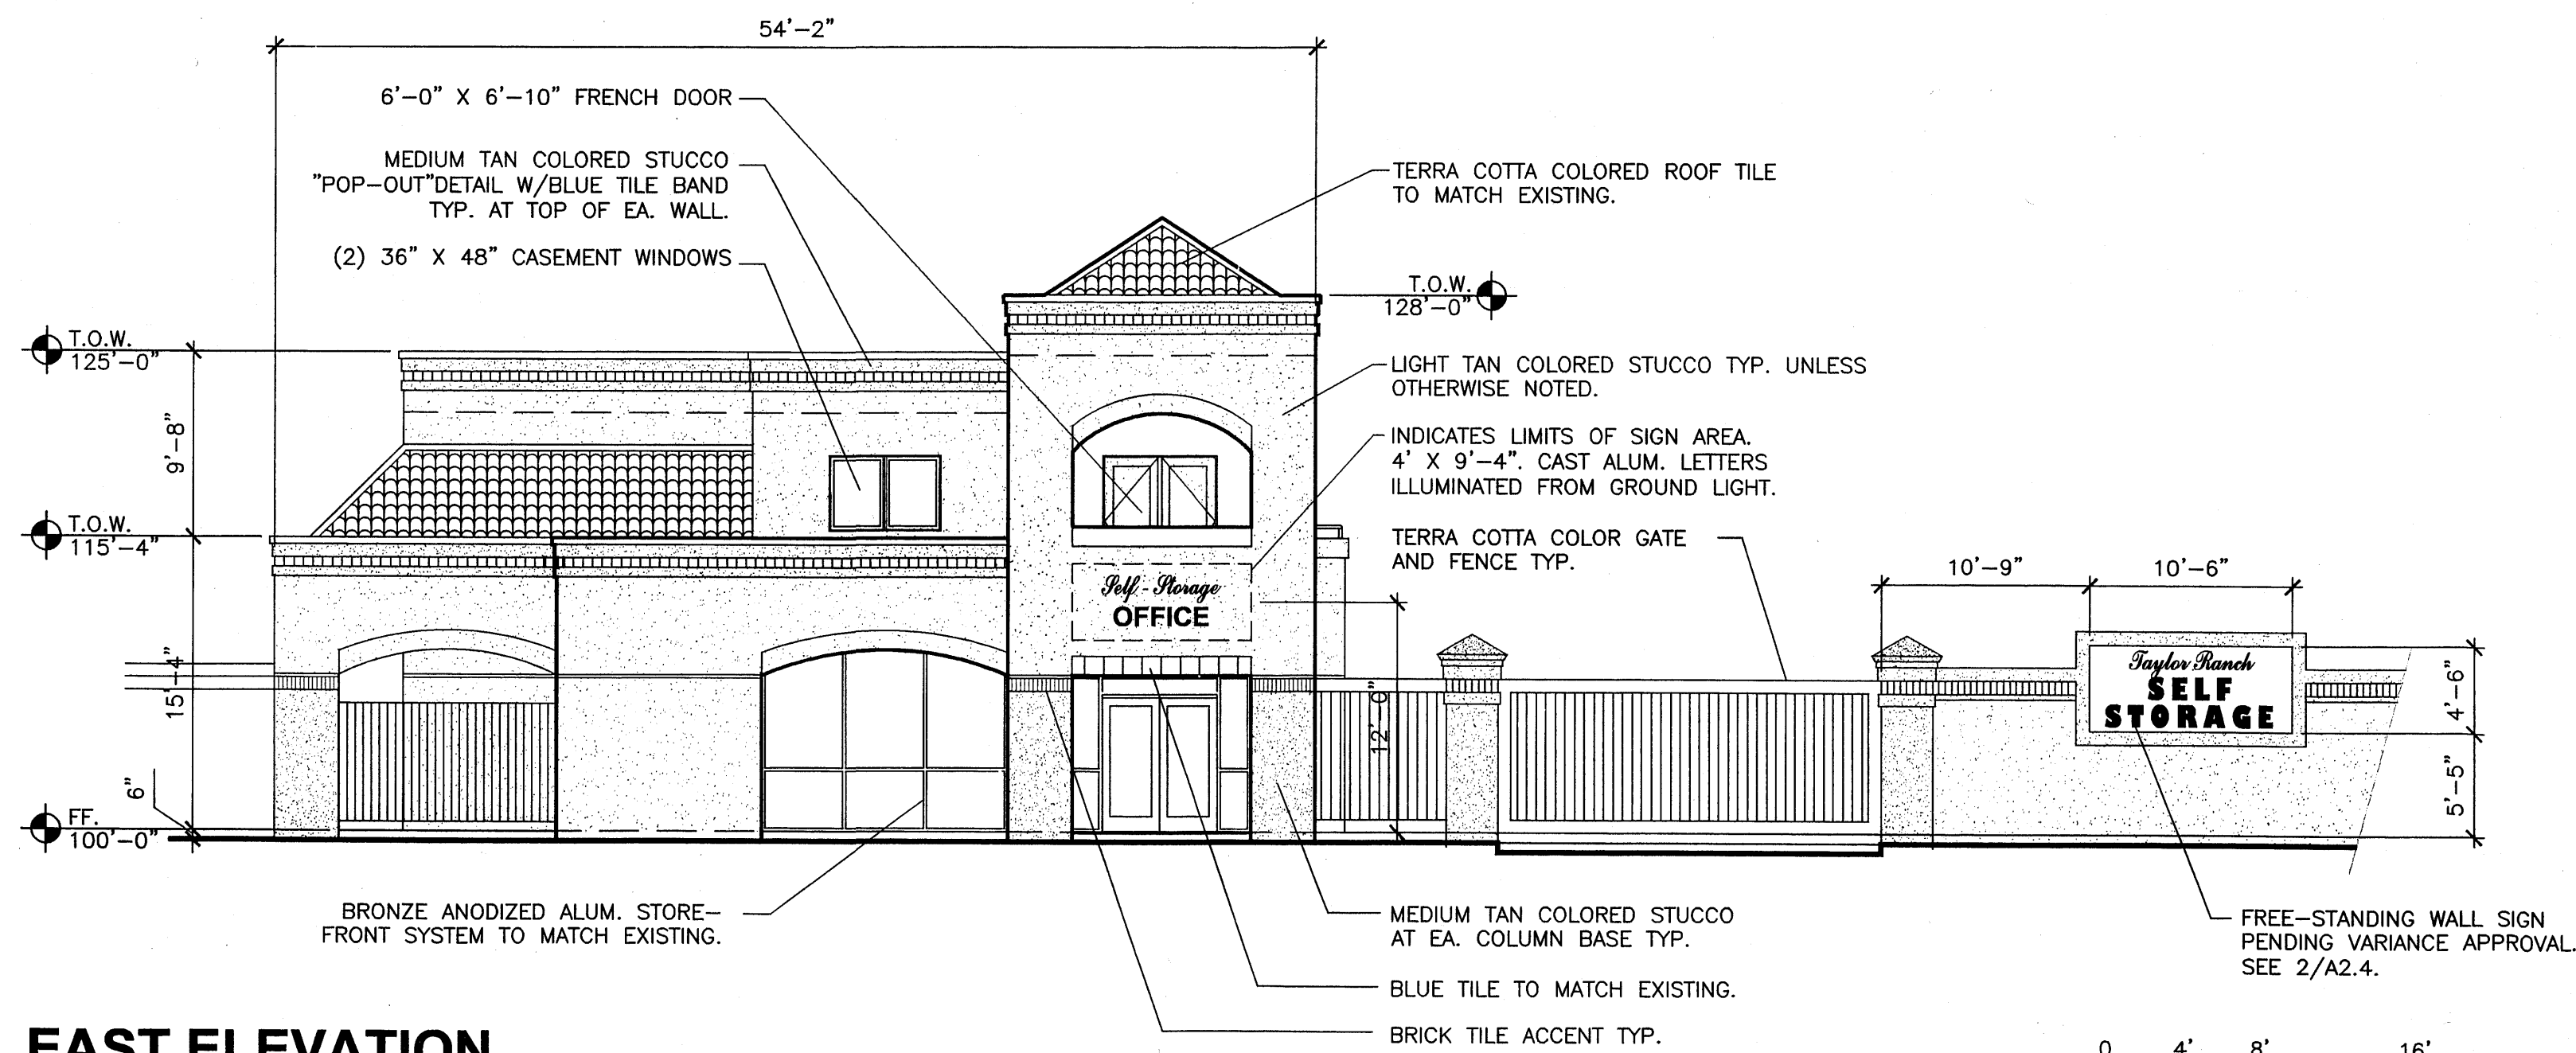 54'-2"
6'-0" X 6'-10" FRENCH DOOR
MEDIUM TAN COLORED STUCCO
"POP-OUT"DETAIL W/BLUE TILE BAND
TYP. AT TOP OF EA. WALL.
(2) 36" X 48" CASEMENT WINDOWS
TERRA COTTA COLORED ROOF TILE
TO MATCH EXISTING.
T.O.W.
128'-0"
T.O.W.
125'-0"
LIGHT TAN COLORED STUCCO TYP. UNLESS
OTHERWISE NOTED.
9'-8"
INDICATES LIMITS OF SIGN AREA.
4' X 9'-4". CAST ALUM. LETTERS
ILLUMINATED FROM GROUND LIGHT.
T.O.W.
115'-4"
TERRA COTTA COLOR GATE
AND FENCE TYP.
10'-9"
10'-6"
Self-Storage
OFFICE
Taylor Ranch
SELF
STORAGE
15'-4"
12'-0"
4'-6"
5'-5"
6"
FF.
100'-0"
BRONZE ANODIZED ALUM. STORE-
FRONT SYSTEM TO MATCH EXISTING.
MEDIUM TAN COLORED STUCCO
AT EA. COLUMN BASE TYP.
FREE-STANDING WALL SIGN
PENDING VARIANCE APPROVAL.
SEE 2/A2.4.
BLUE TILE TO MATCH EXISTING.
BRICK TILE ACCENT TYP.
EAST ELEVATION
0 4' 8' 16'